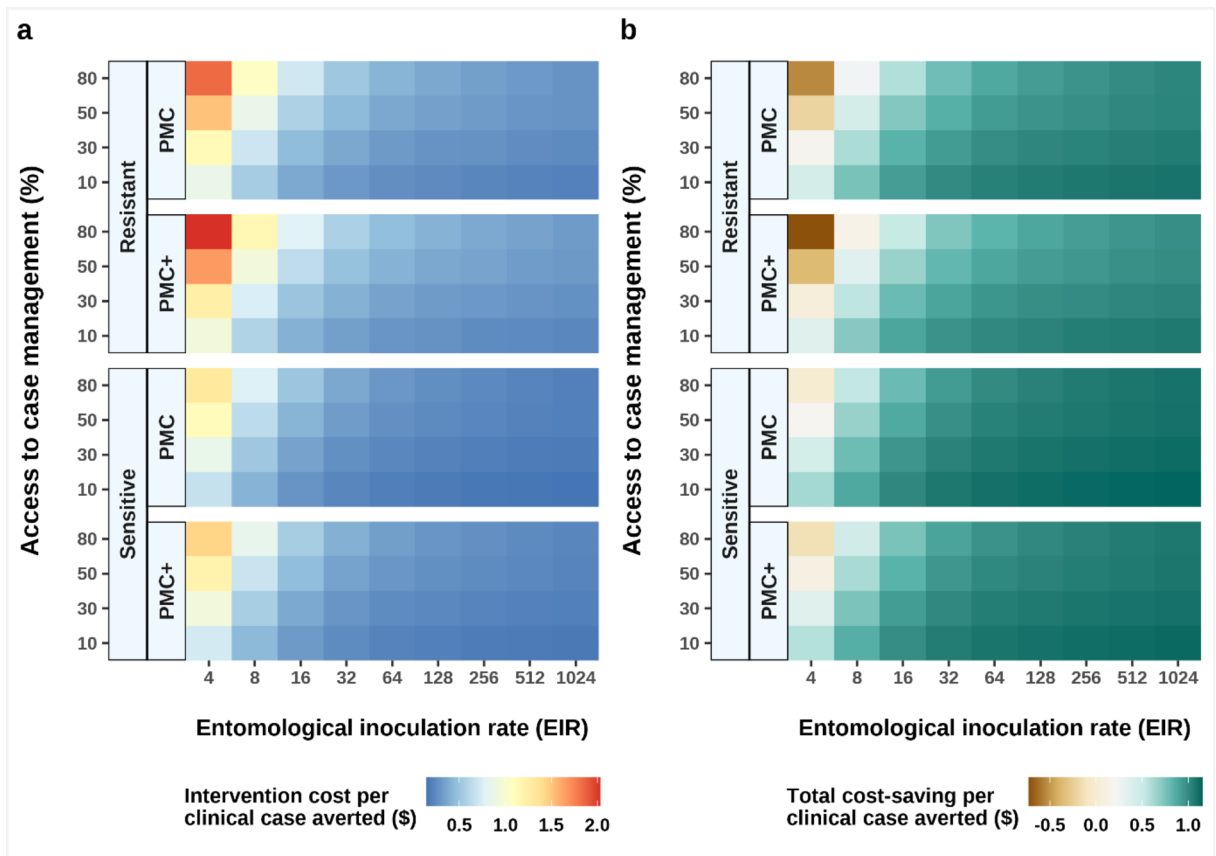 a
Access to case management (%)
Resistant
PMC
80
50
30
10
PMC+
80
50
30
10
Sensitive
PMC
80
50
30
10
PMC+
80
50
30
10
4 8 16 32 64 128 256 512 1024
Entomological inoculation rate (EIR)
Intervention cost per
clinical case averted ($)
0.5 1.0 1.5 2.0
b
Access to case management (%)
Resistant
PMC
80
50
30
10
PMC+
80
50
30
10
Sensitive
PMC
80
50
30
10
PMC+
80
50
30
10
4 8 16 32 64 128 256 512 1024
Entomological inoculation rate (EIR)
Total cost-saving per
clinical case averted ($)
-0.5 0.0 0.5 1.0